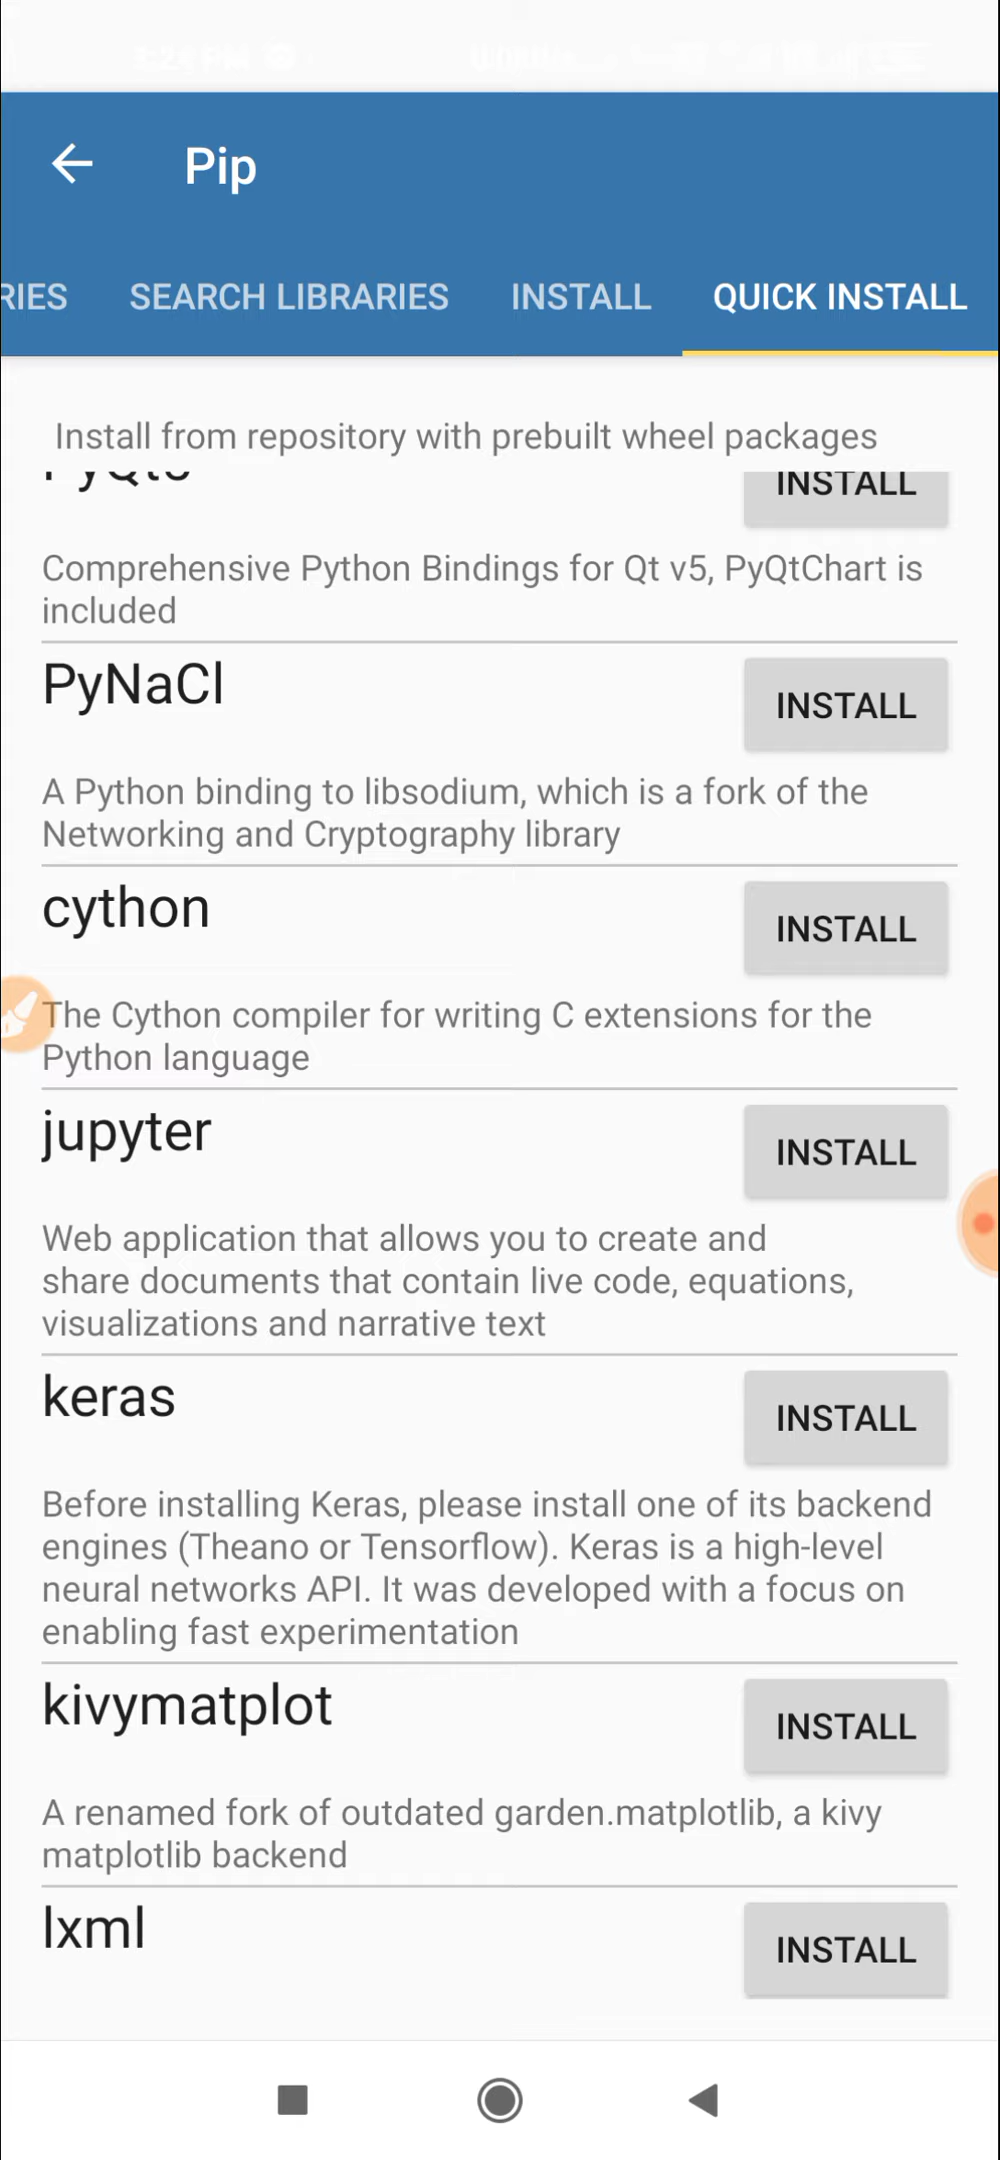 Pip
RIES SEARCH LIBRARIES INSTALL QUICK INSTALL
Install from repository with prebuilt wheel packages
INSTALL
Comprehensive Python Bindings for Qt v5, PyQtChart is
included
PyNaCl
INSTALL
A Python binding to libsodium, which is a fork of the
Networking and Cryptography library
cython
INSTALL
The Cython compiler for writing C extensions for the
Python language
jupyter
INSTALL
Web application that allows you to create and
share documents that contain live code, equations,
visualizations and narrative text
keras
INSTALL
Before installing Keras, please install one of its backend
engines (Theano or Tensorflow). Keras is a high-level
neural networks API. It was developed with a focus on
enabling fast experimentation
kivymatplot
INSTALL
A renamed fork of outdated garden.matplotlib, a kivy
matplotlib backend
lxml
INSTALL